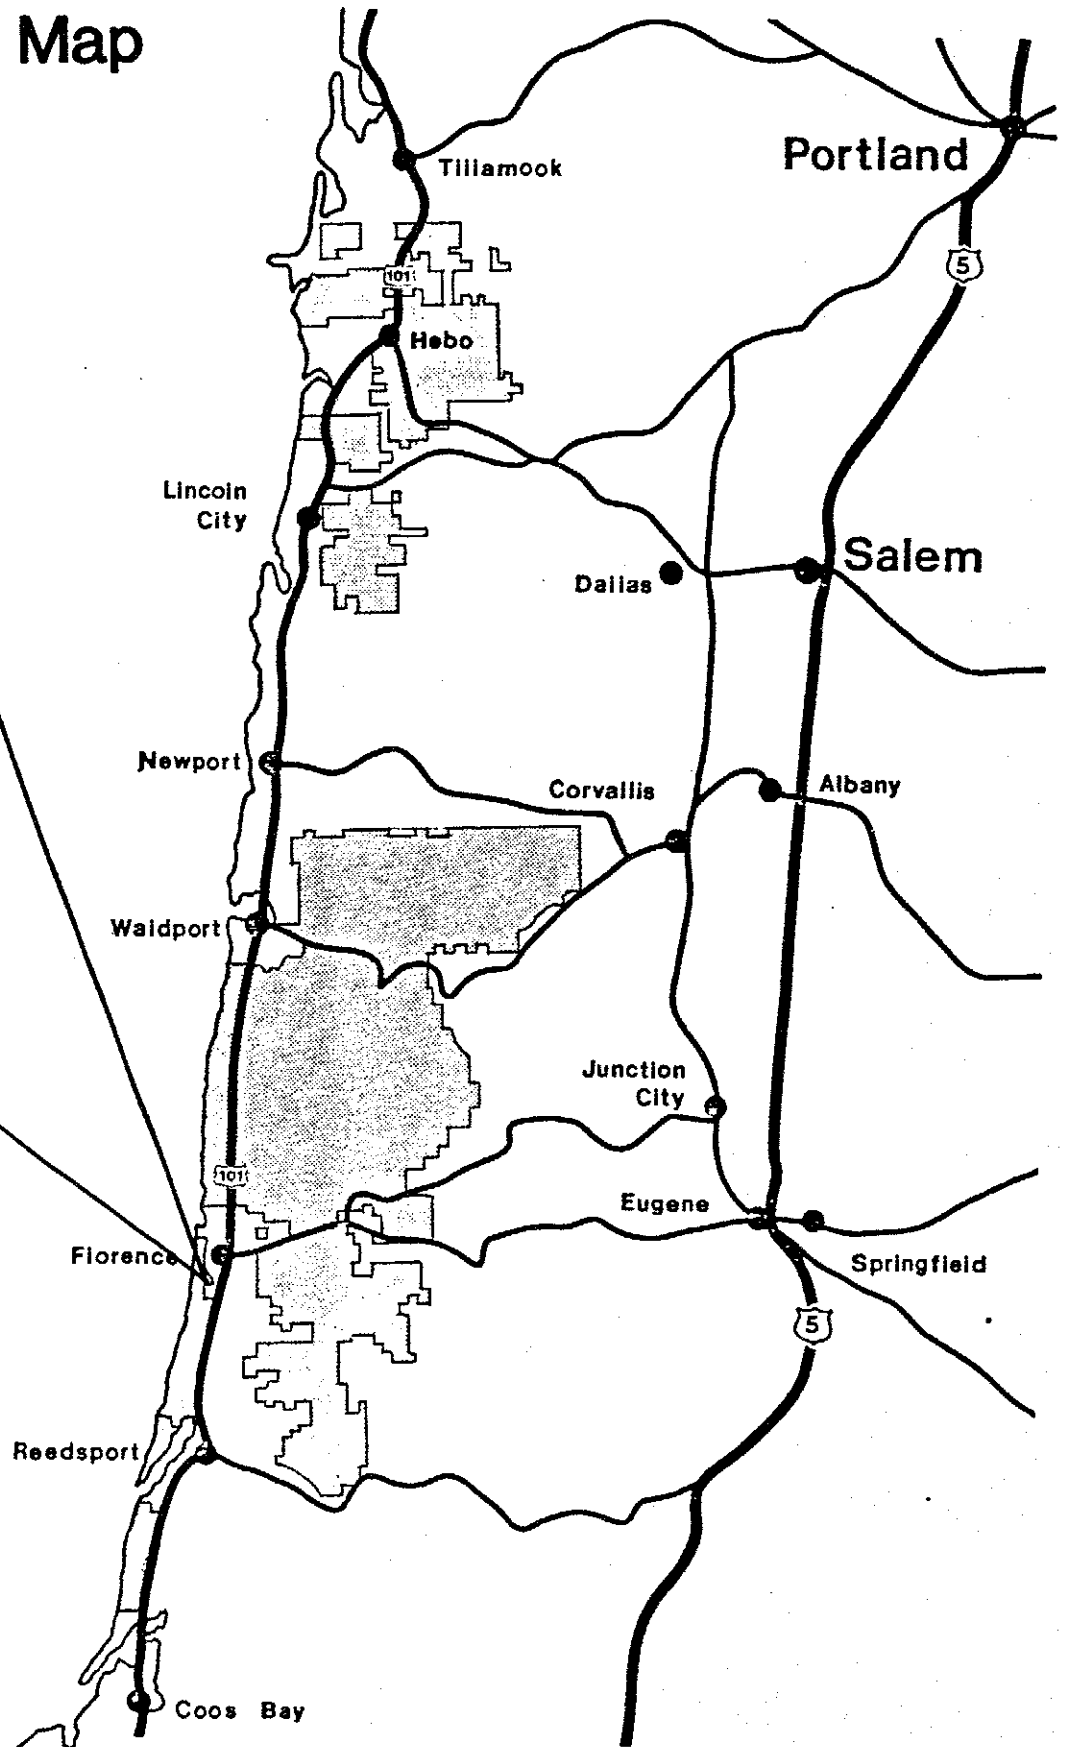 Map
Tillamook
Portland
5
101
Hebo
Lincoln
City
Salem
Dallas
Newport
Corvallis
Albany
Waldport
Junction
City
101
Eugene
Florence
Springfield
5
Reedsport
Coos Bay